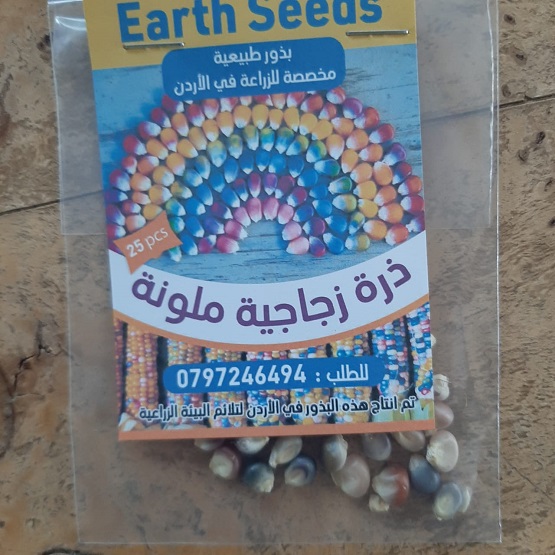 Earth Seeds
بذور طبيعية
مخصصة للزراعة في الأردن
25 pcs
ذرة زجاجية ملونة
للطلب : 0797246494
تم انتاج هذه البذور في الأردن لتلائم البيئة الزراعية